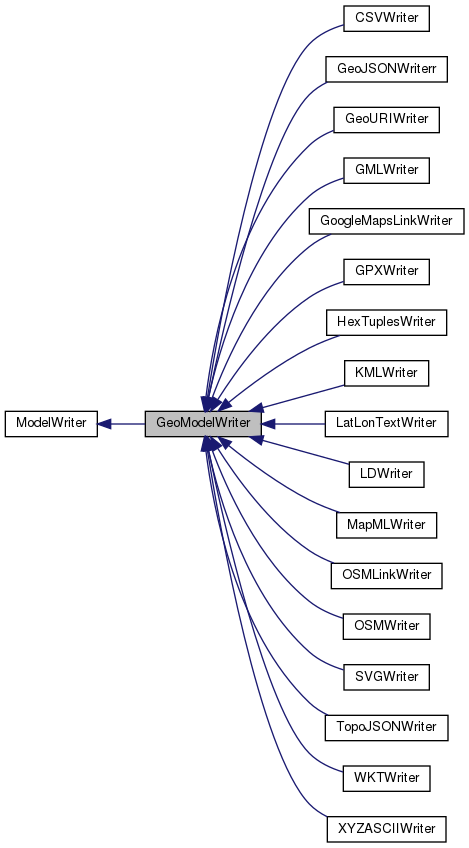 CSVWriter
GeoJSONWriterr
GeoURIWriter
GMLWriter
GoogleMapsLinkWriter
GPXWriter
HexTuplesWriter
KMLWriter
ModelWriter
GeoModelWriter
LatLonTextWriter
LDWriter
MapMLWriter
OSMLinkWriter
OSMWriter
SVGWriter
TopoJSONWriter
WKTWriter
XYZASCIIWriter